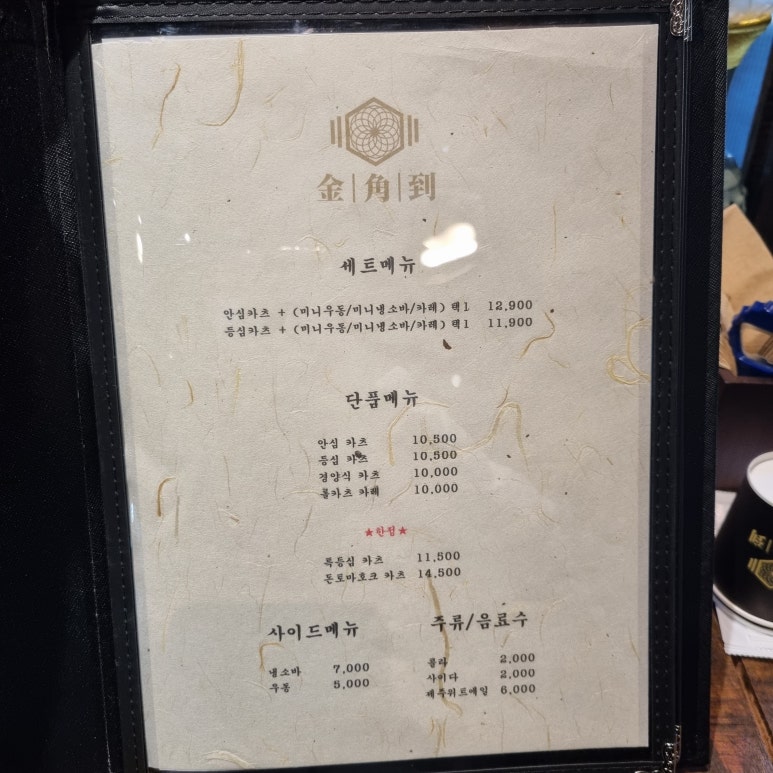 金|角|到
세트메뉴
안심카츠 + (미니우동/미니냉소바/카레) 택1 12,900
등심카츠 + (미니우동/미니냉소바/카레) 택1 11,900
단품메뉴
안심 카츠 10,500
등심 카츠 10,500
경양식 카츠 10,000
롤카츠 카레 10,000
★한정★
특등심 카츠 11,500
돈토마호크 카츠 14,500
사이드메뉴
냉소바 7,000
우동 5,000
주류/음료수
콜라 2,000
사이다 2,000
제주위트에일 6,000